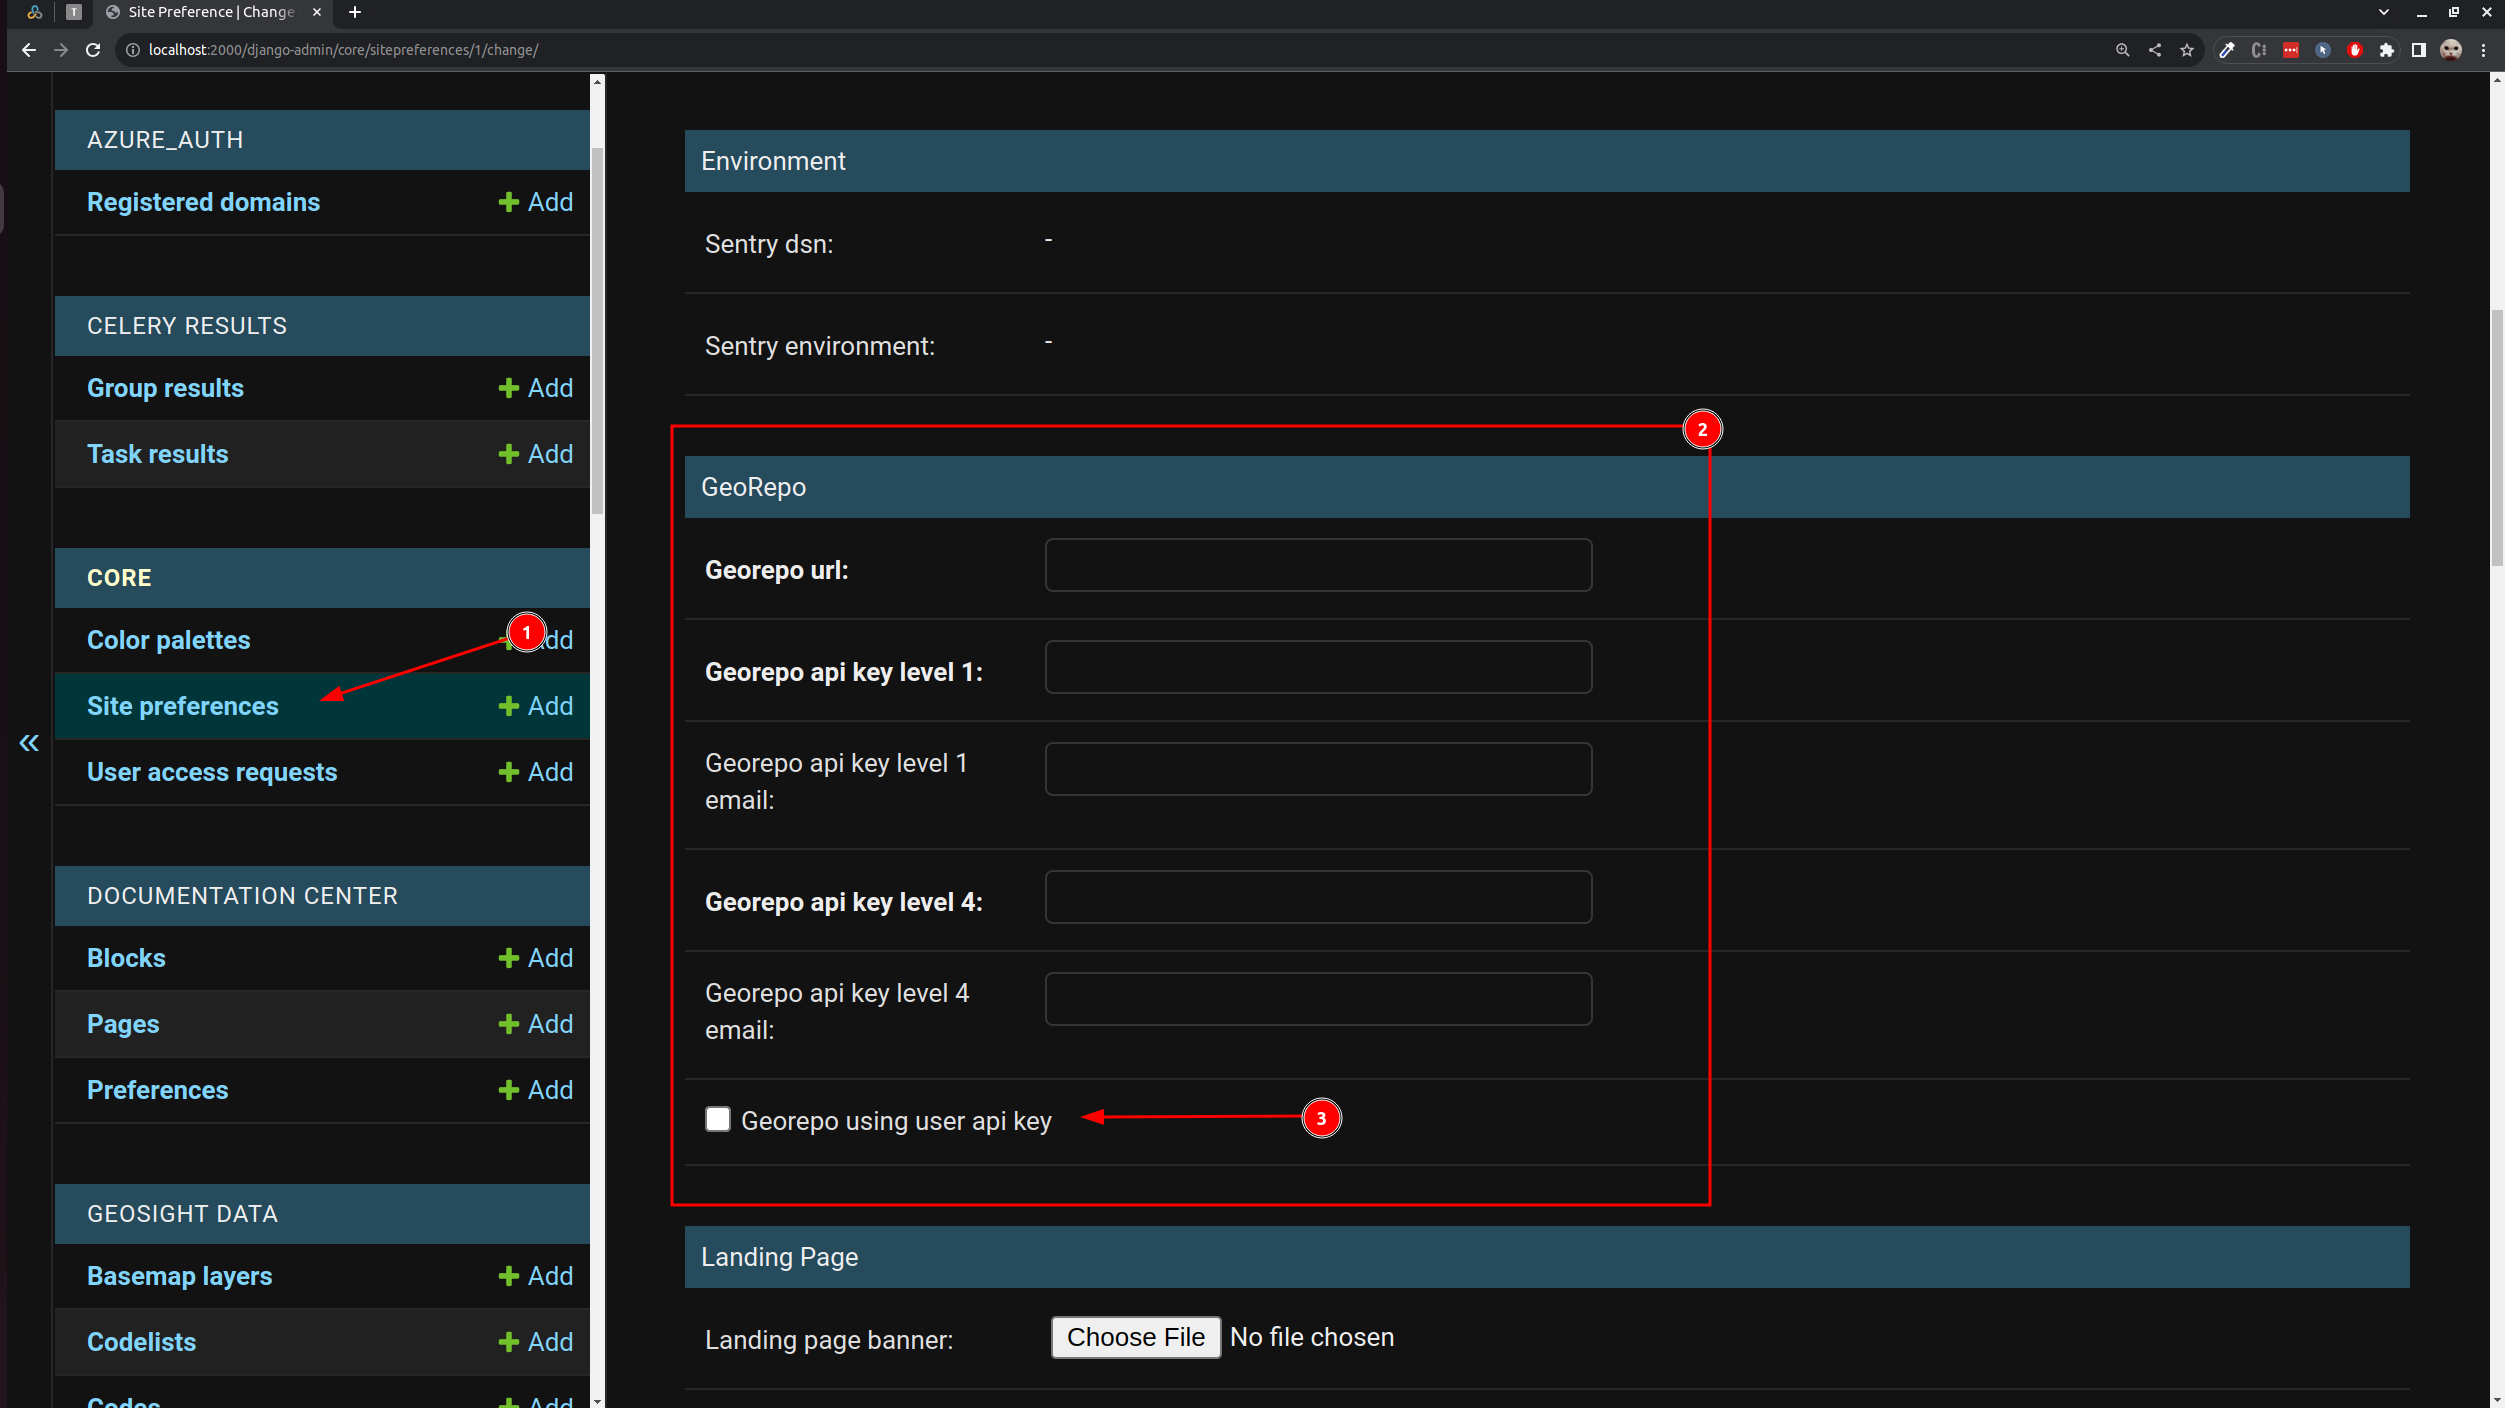 T
Site Preference | Change
localhost:2000/django-admin/core/sitepreferences/1/change/
AZURE_AUTH
Registered domains
Add
CELERY RESULTS
Group results
Add
Task results
Add
CORE
Color palettes
dd
1
Site preferences
Add
User access requests
Add
«
DOCUMENTATION CENTER
Blocks
Add
Pages
Add
Preferences
Add
GEOSIGHT DATA
Basemap layers
Add
Codelists
Add
Codes
Add
Environment
Sentry dsn:
-
Sentry environment:
-
2
GeoRepo
Georepo url:
Georepo api key level 1:
Georepo api key level 1
email:
Georepo api key level 4:
Georepo api key level 4
email:
Georepo using user api key
3
Landing Page
Landing page banner:
Choose File No file chosen